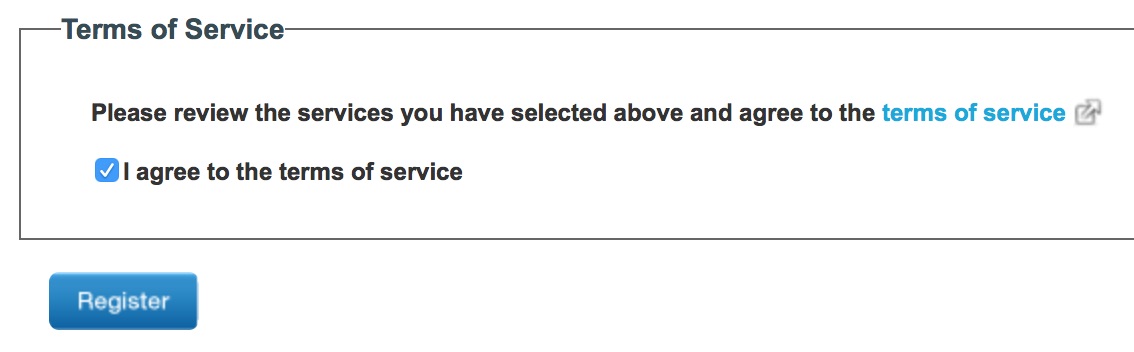 Terms of Service
Please review the services you have selected above and agree to the terms of service
I agree to the terms of service
Register